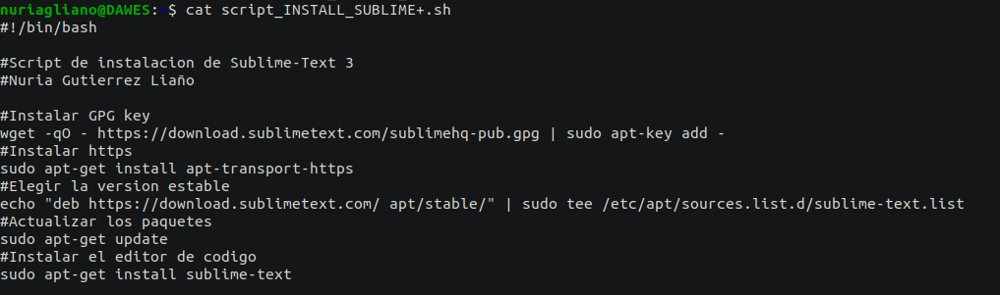 nuriagliano@DAWES:~$ cat script_INSTALL_SUBLIME+.sh
#!/bin/bash
#Script de instalacion de Sublime-Text 3
#Nuria Gutierrez Liaño
#Instalar GPG key
wget -qO - https://download.sublimetext.com/sublimehq-pub.gpg | sudo apt-key add -
#Instalar https
sudo apt-get install apt-transport-https
#Elegir la version estable
echo "deb https://download.sublimetext.com/ apt/stable/" | sudo tee /etc/apt/sources.list.d/sublime-text.list
#Actualizar los paquetes
sudo apt-get update
#Instalar el editor de codigo
sudo apt-get install sublime-text